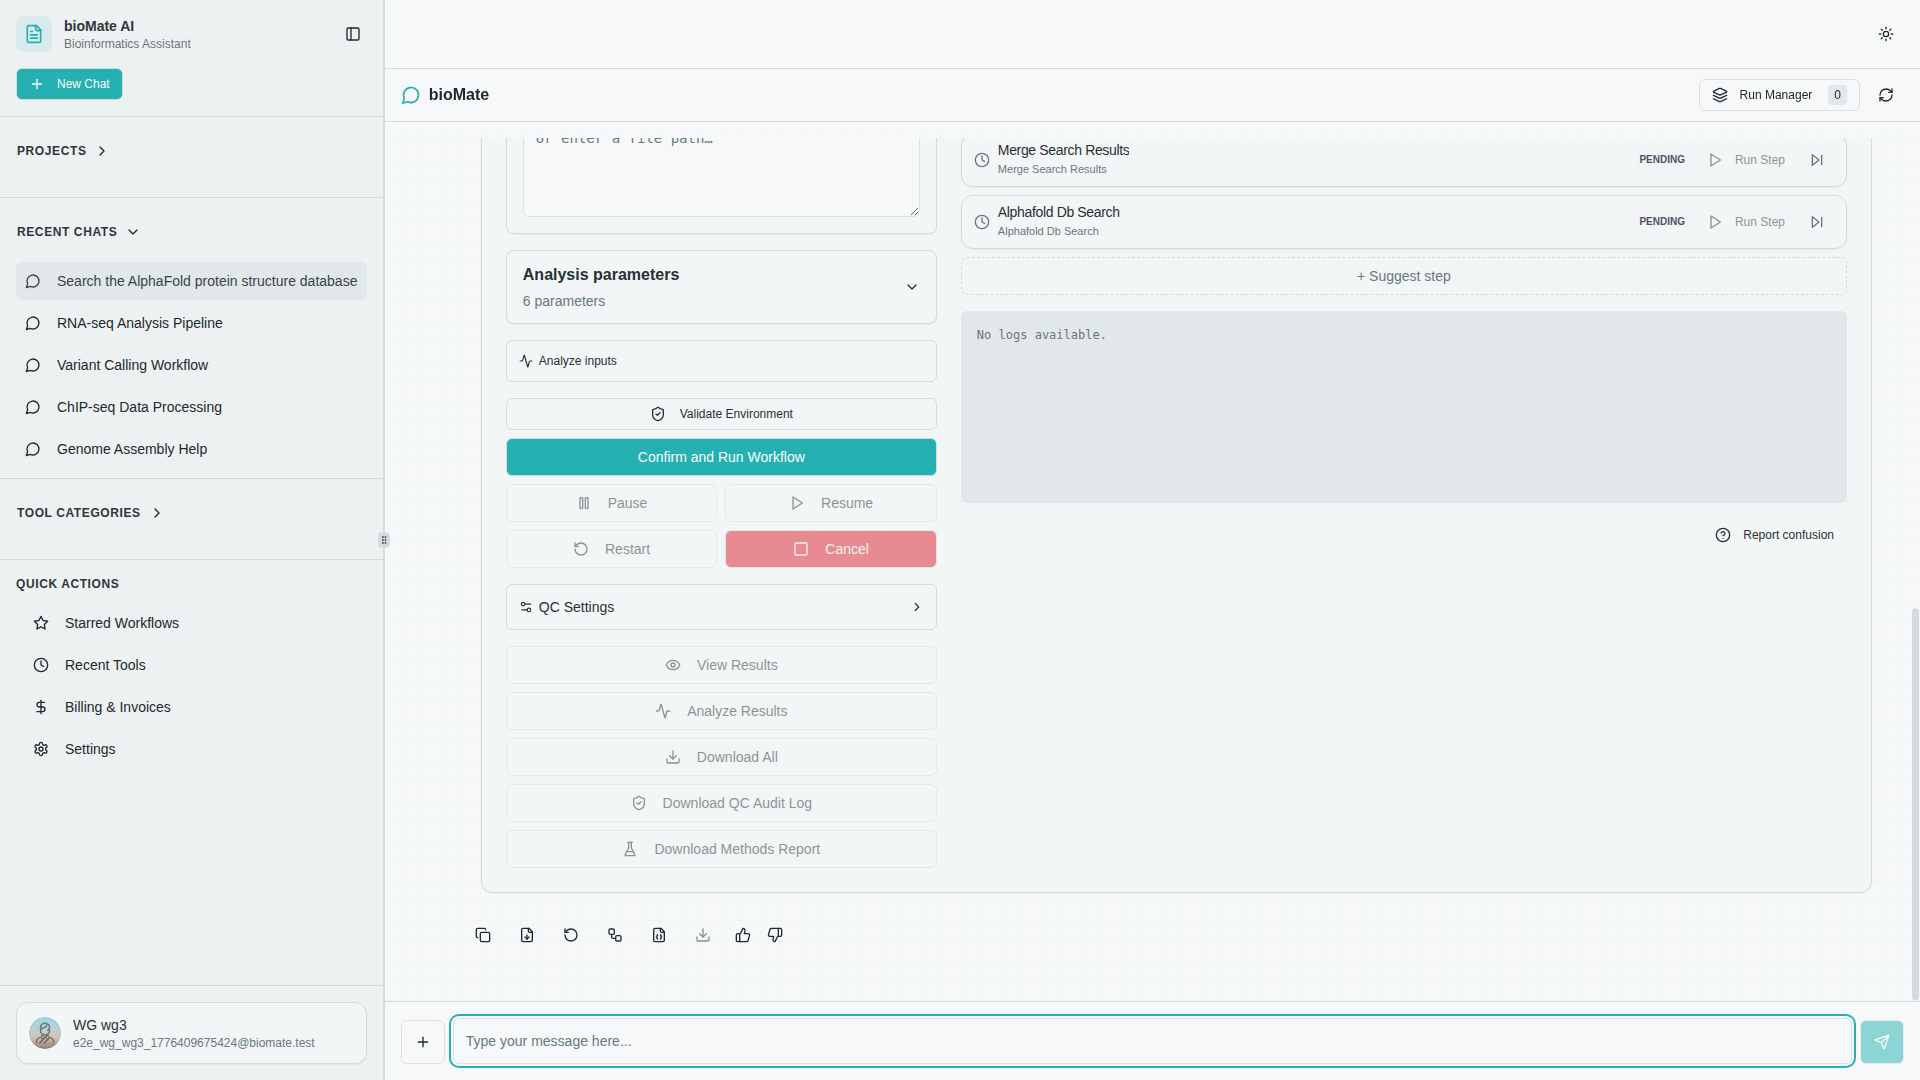 bioMate AI
Bioinformatics Assistant
New Chat
PROJECTS
RECENT CHATS
Search the AlphaFold protein structure database
RNA-seq Analysis Pipeline
Variant Calling Workflow
ChIP-seq Data Processing
Genome Assembly Help
TOOL CATEGORIES
QUICK ACTIONS
Starred Workflows
Recent Tools
Billing & Invoices
Settings
WG wg3
e2e_wg_wg3_1776409675424@biomate.test
bioMate
Run Manager 0
or enter a file path…
Analysis parameters
6 parameters
Analyze inputs
Validate Environment
Confirm and Run Workflow
Pause
Resume
Restart
Cancel
QC Settings
View Results
Analyze Results
Download All
Download QC Audit Log
Download Methods Report
Merge Search Results
Merge Search Results
PENDING
Run Step
Alphafold Db Search
Alphafold Db Search
PENDING
Run Step
+ Suggest step
No logs available.
Report confusion
Type your message here...